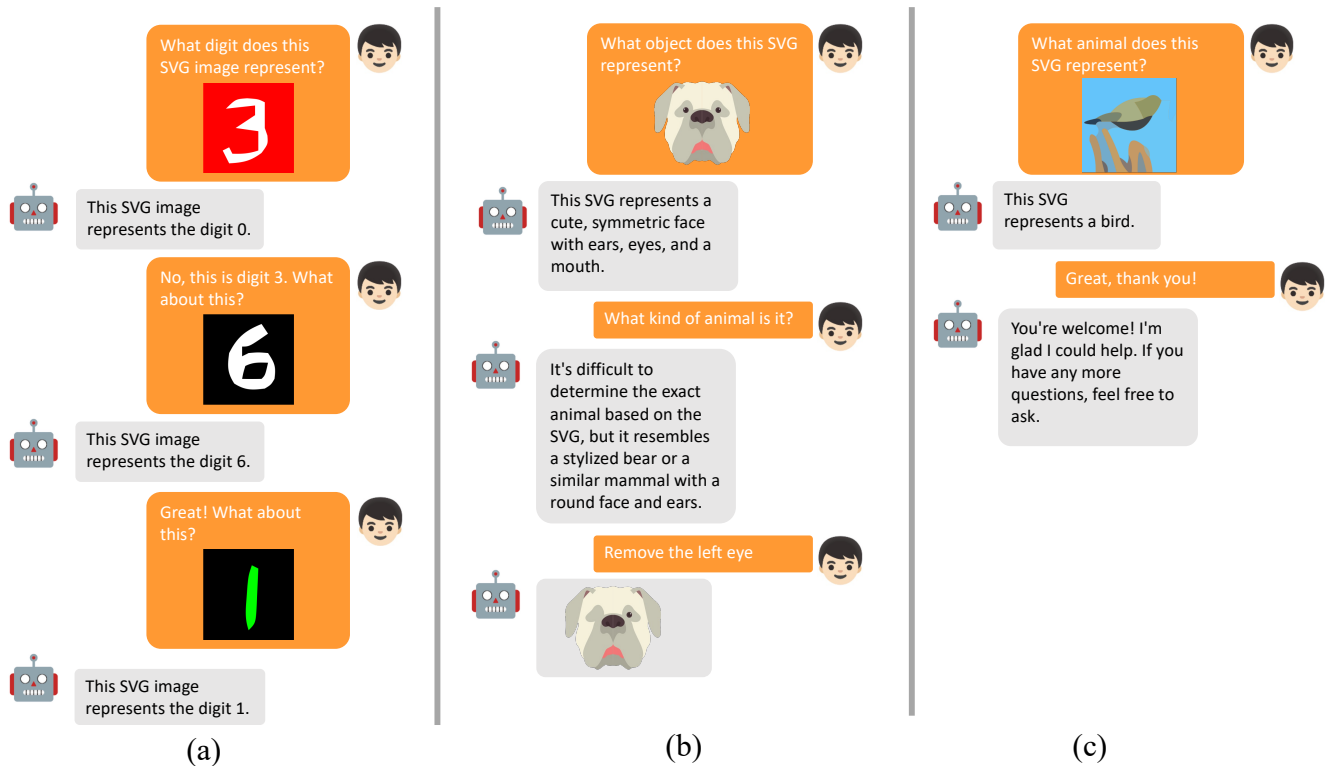 What digit does this
SVG image represent?
3
This SVG image
represents the digit 0.
No, this is digit 3. What
about this?
6
This SVG image
represents the digit 6.
Great! What about
this?
1
This SVG image
represents the digit 1.
(a)
What object does this SVG
represent?
This SVG represents a
cute, symmetric face
with ears, eyes, and a
mouth.
What kind of animal is it?
It's difficult to
determine the exact
animal based on the
SVG, but it resembles
a stylized bear or a
similar mammal with a
round face and ears.
Remove the left eye
(b)
What animal does this
SVG represent?
This SVG
represents a bird.
Great, thank you!
You're welcome! I'm
glad I could help. If you
have any more
questions, feel free to
ask.
(c)